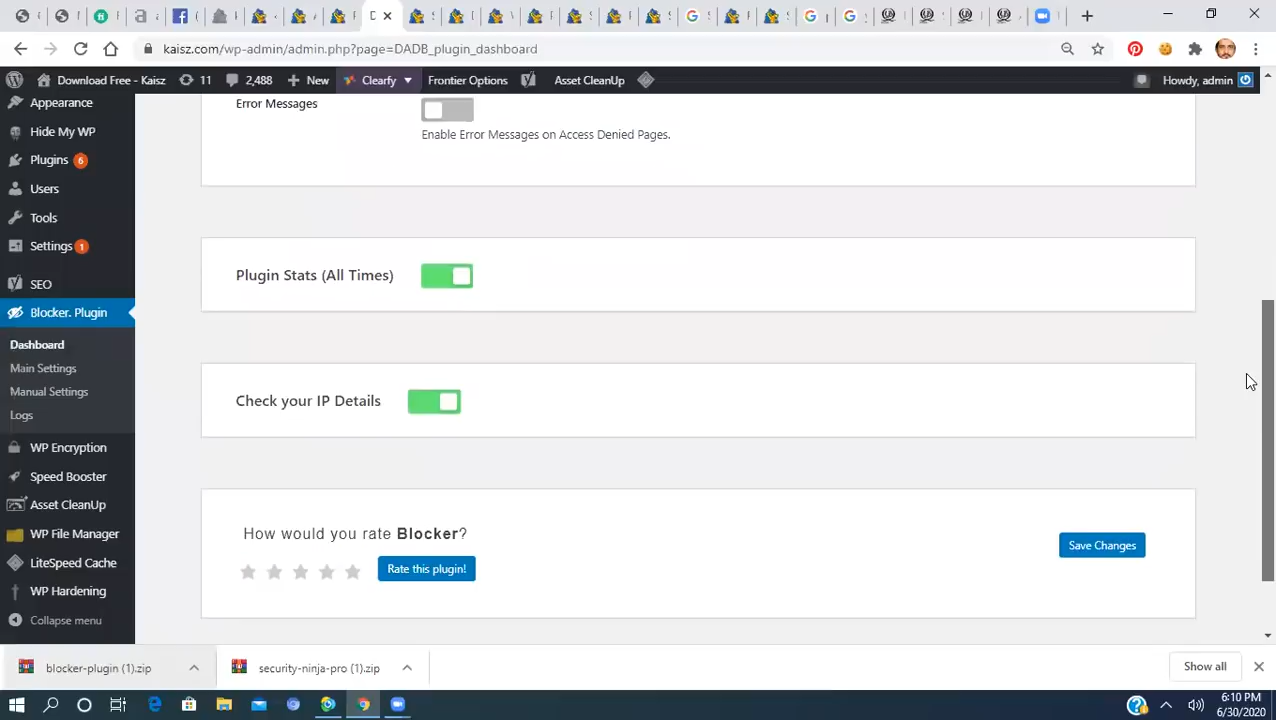 D
kaisz.com/wp-admin/admin.php?page=DADB_plugin_dashboard
Download Free - Kaisz 11 2,488 New Clearfy Frontier Options Asset CleanUp Howdy, admin
Appearance
Hide My WP
Plugins 6
Users
Tools
Settings 1
SEO
Blocker. Plugin
Dashboard
Main Settings
Manual Settings
Logs
WP Encryption
Speed Booster
Asset CleanUp
WP File Manager
LiteSpeed Cache
WP Hardening
Collapse menu
Error Messages
Enable Error Messages on Access Denied Pages.
Plugin Stats (All Times)
Check your IP Details
How would you rate Blocker?
Rate this plugin!
Save Changes
blocker-plugin (1).zip
security-ninja-pro (1).zip
Show all
6:10 PM
6/30/2020